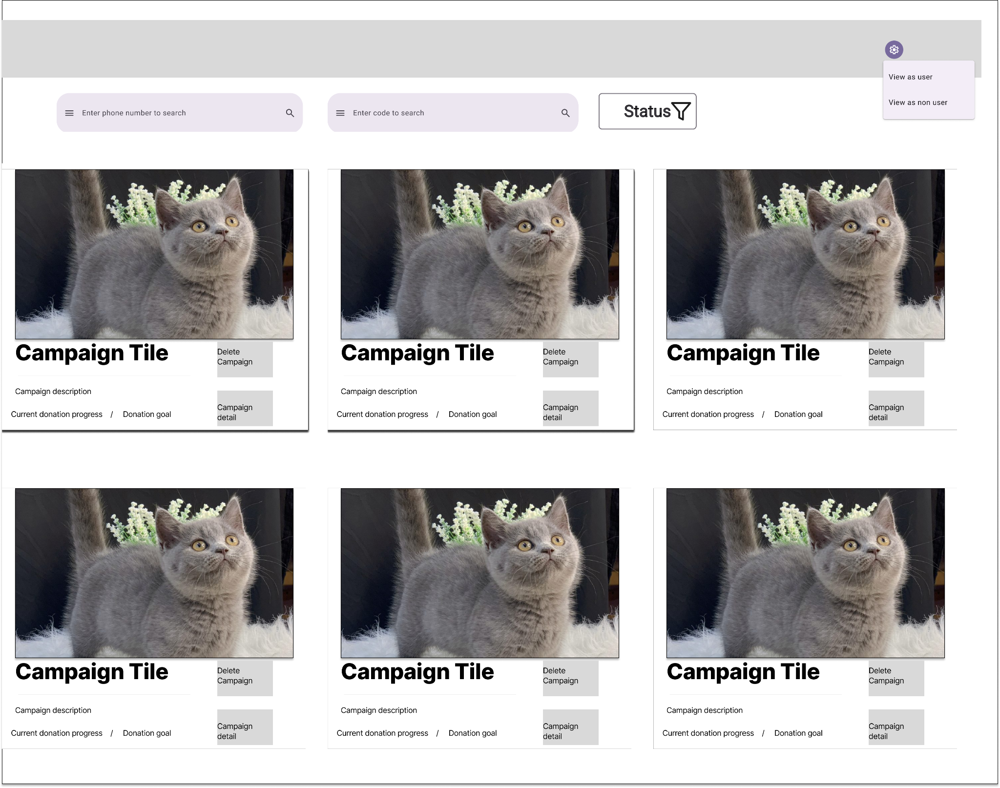 View as user
View as non user
Enter phone number to search
Enter code to search
Status
Campaign Tile
Delete
Campaign
Campaign description
Current donation progress / Donation goal
Campaign
detail
Campaign Tile
Delete
Campaign
Campaign description
Current donation progress / Donation goal
Campaign
detail
Campaign Tile
Delete
Campaign
Campaign description
Current donation progress / Donation goal
Campaign
detail
Campaign Tile
Delete
Campaign
Campaign description
Current donation progress / Donation goal
Campaign
detail
Campaign Tile
Delete
Campaign
Campaign description
Current donation progress / Donation goal
Campaign
detail
Campaign Tile
Delete
Campaign
Campaign description
Current donation progress / Donation goal
Campaign
detail